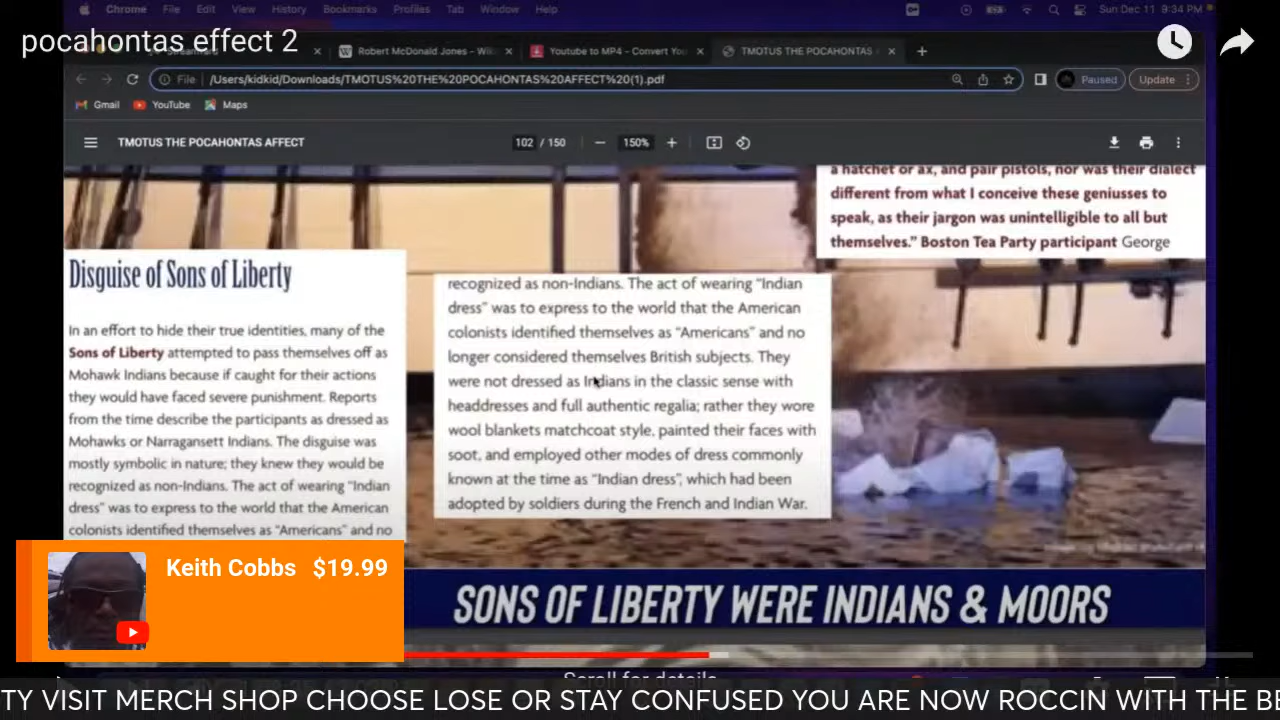 Chrome File Edit View History Bookmarks Profiles Tab Window Help
Sun Dec 11 9:34 PM
pocahontas effect 2
Robert McDonald Jones - Wiki
Youtube to MP4 - Convert You
TMOTUS THE POCAHONTAS
File /Users/kidkid/Downloads/TMOTUS%20THE%20POCAHONTAS%20AFFECT%20(1).pdf
Paused
Update
Gmail YouTube Maps
TMOTUS THE POCAHONTAS AFFECT
102 / 150
150%
a hatchet or ax, and pair pistols, nor was their dialect
different from what I conceive these geniusses to
speak, as their jargon was unintelligible to all but
themselves.” Boston Tea Party participant George
Disguise of Sons of Liberty
In an effort to hide their true identities, many of the
Sons of Liberty attempted to pass themselves off as
Mohawk Indians because if caught for their actions
they would have faced severe punishment. Reports
from the time describe the participants as dressed as
Mohawks or Narragansett Indians. The disguise was
mostly symbolic in nature; they knew they would be
recognized as non-Indians. The act of wearing “Indian
dress” was to express to the world that the American
colonists identified themselves as “Americans” and no
recognized as non-Indians. The act of wearing “Indian
dress” was to express to the world that the American
colonists identified themselves as “Americans” and no
longer considered themselves British subjects. They
were not dressed as Indians in the classic sense with
headdresses and full authentic regalia; rather they wore
wool blankets matchcoat style, painted their faces with
soot, and employed other modes of dress commonly
known at the time as “Indian dress”, which had been
adopted by soldiers during the French and Indian War.
Keith Cobbs $19.99
SONS OF LIBERTY WERE INDIANS & MOORS
Scroll for details
TY VISIT MERCH SHOP CHOOSE LOSE OR STAY CONFUSED YOU ARE NOW ROCCIN WITH THE BE